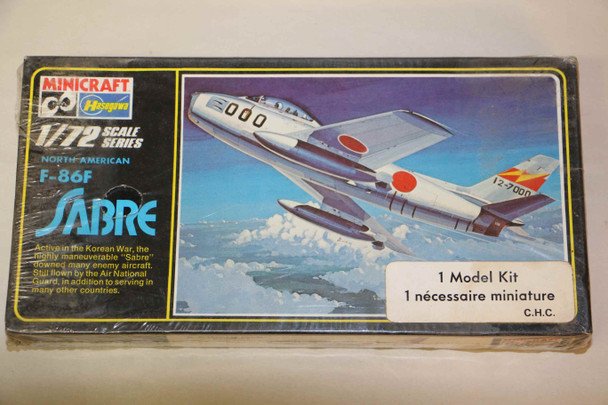 MINICRAFT
Hasegawa
1/72 SCALE SERIES
NORTH AMERICAN
F-86F
SABRE
Active in the Korean War, the
highly maneuverable "Sabre"
downed many enemy aircraft.
Still flown by the Air National
Guard, in addition to serving in
many other countries.
000
12-7000
1 Model Kit
1 nécessaire miniature
C.H.C.